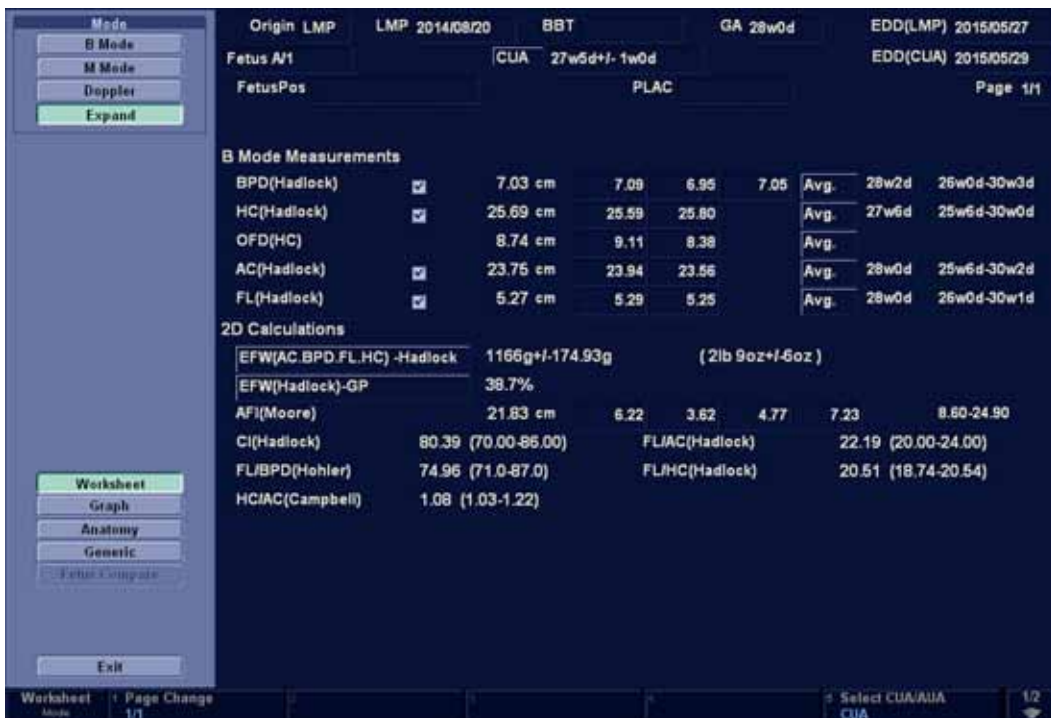 Mode
B Mode
M Mode
Doppler
Expand
Origin LMP LMP 2014/08/20 BBT GA 28w0d EDD(LMP) 2015/05/27
Fetus A/1 CUA 27w5d+/- 1w0d EDD(CUA) 2015/05/29
FetusPos PLAC Page 1/1
B Mode Measurements
BPD(Hadlock) 7.03 cm 7.09 6.95 7.05 Avg. 28w2d 26w0d-30w3d
HC(Hadlock) 25.69 cm 25.59 25.80 Avg. 27w6d 25w6d-30w0d
OFD(HC) 8.74 cm 9.11 8.38 Avg.
AC(Hadlock) 23.75 cm 23.94 23.56 Avg. 28w0d 25w6d-30w2d
FL(Hadlock) 5.27 cm 5.29 5.25 Avg. 28w0d 26w0d-30w1d
2D Calculations
EFW(AC.BPD.FL.HC) -Hadlock 1166g+/-174.93g (2lb 9oz+/-6oz )
EFW(Hadlock)-GP 38.7%
AFI(Moore) 21.83 cm 6.22 3.62 4.77 7.23 8.60-24.90
CI(Hadlock) 80.39 (70.00-86.00) FL/AC(Hadlock) 22.19 (20.00-24.00)
FL/BPD(Hohler) 74.96 (71.0-87.0) FL/HC(Hadlock) 20.51 (18.74-20.54)
HC/AC(Campbell) 1.08 (1.03-1.22)
Worksheet
Graph
Anatomy
Generic
Fetus Compare
Exit
Worksheet 1 Page Change 2 3 4 5 Select CUA/AUA 1/2
Mode 1/1 CUA